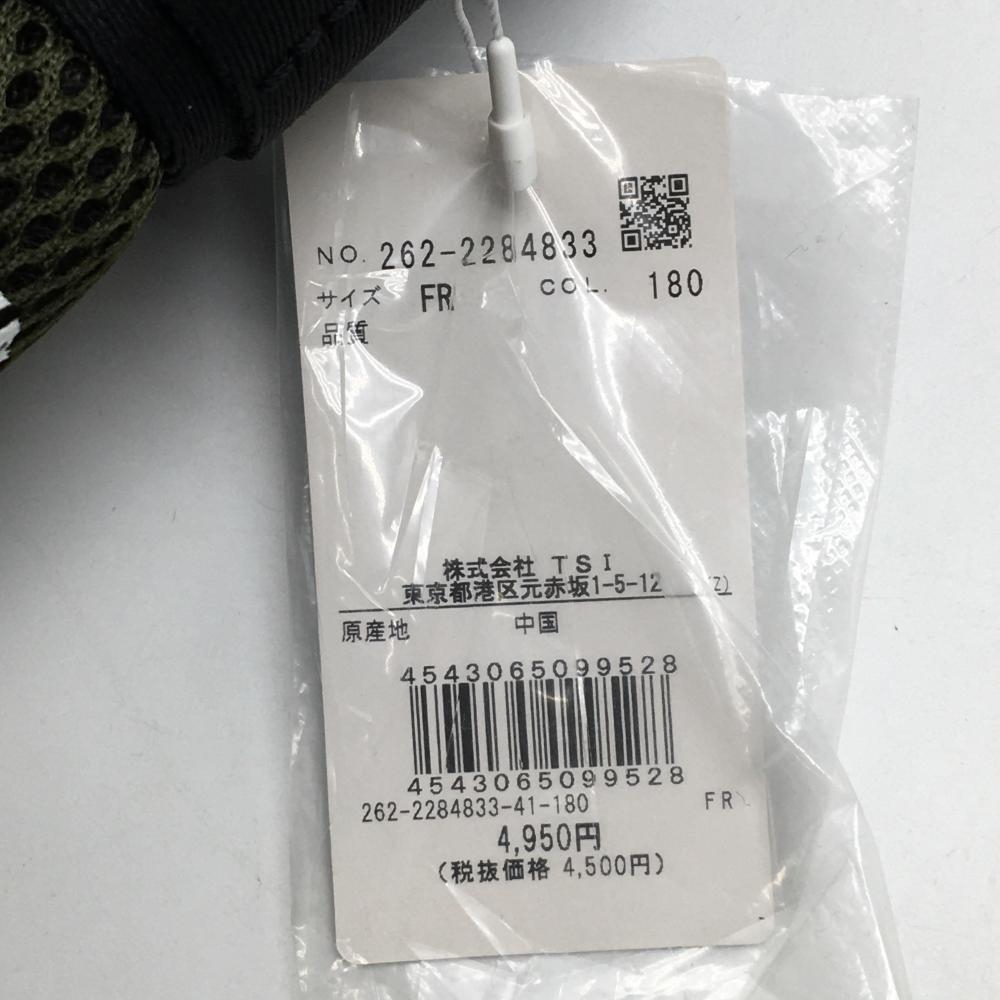 NO. 262-2284833
サイズ FR COL. 180
品質
株式会社 TSI
東京都港区元赤坂1-5-12 (Z)
原産地 中国
4543065099528
4543065099528
262-2284833-41-180 FR
4,950円
(税抜価格 4,500円)